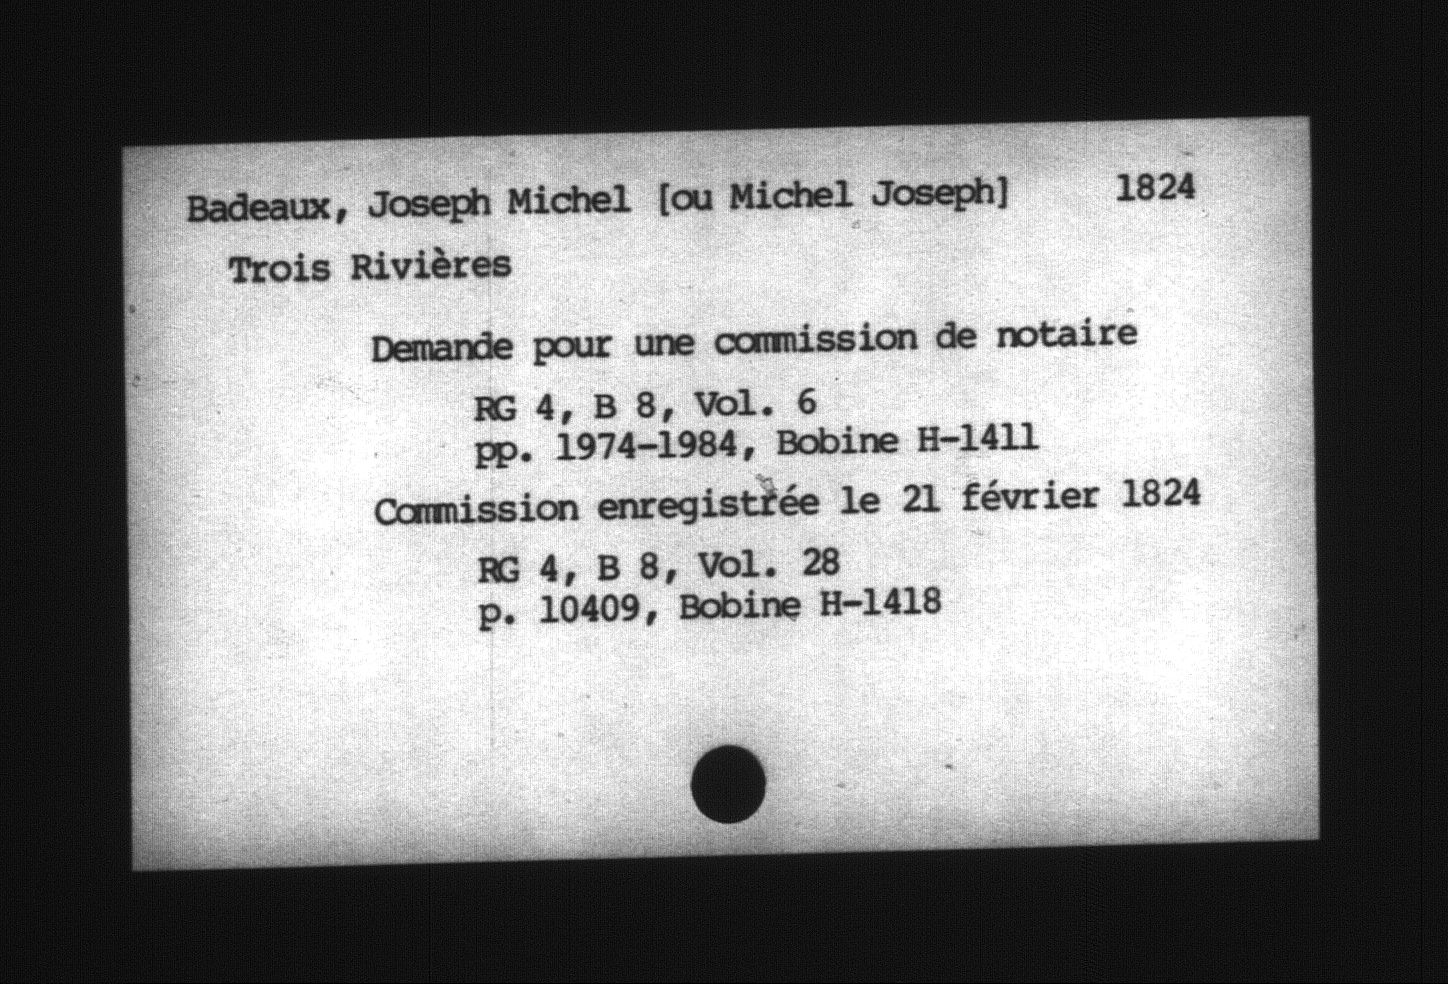 Badeaux, Joseph Michel [ou Michel Joseph] 1824
Trois Rivières
Demande pour une commission de notaire
RG 4, B 8, Vol. 6
pp. 1974-1984, Bobine H-1411
Commission enregistrée le 21 février 1824
RG 4, B 8, Vol. 28
p. 10409, Bobine H-1418